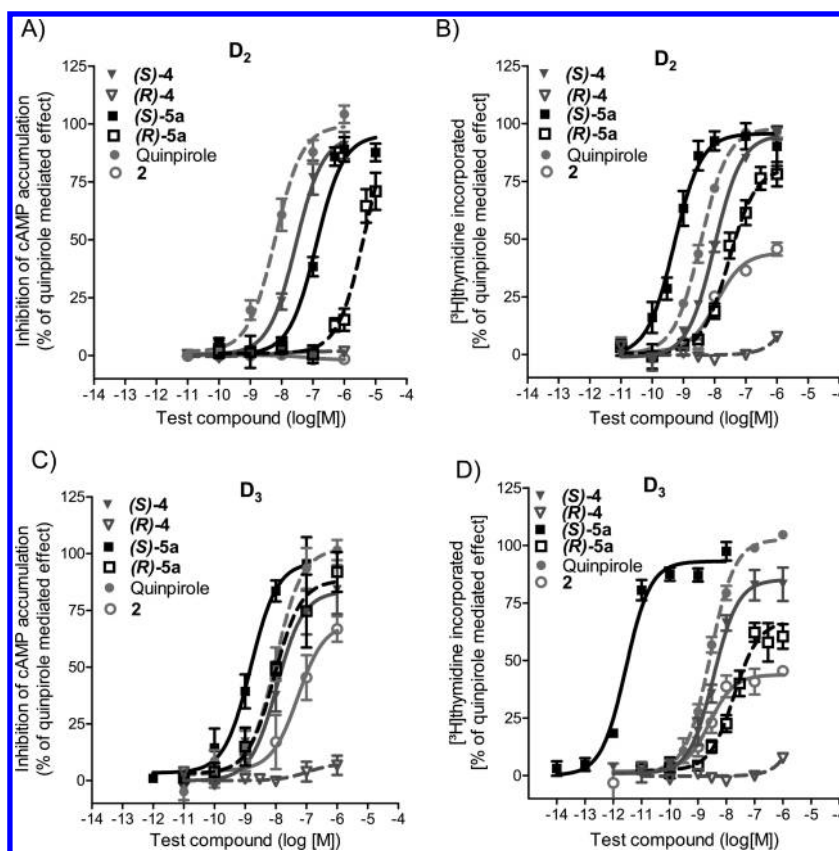 A)
D2
(S)-4
(R)-4
(S)-5a
(R)-5a
Quinpirole
2
Inhibition of cAMP accumulation
(% of quinpirole mediated effect)
125
100
75
50
25
0
-14 -13 -12 -11 -10 -9 -8 -7 -6 -5 -4
Test compound (log[M])
B)
D2
(S)-4
(R)-4
(S)-5a
(R)-5a
Quinpirole
2
[³H]thymidine incorporated
[% of quinpirole mediated effect]
125
100
75
50
25
0
-14 -13 -12 -11 -10 -9 -8 -7 -6 -5 -4
Test compound (log[M])
C)
D3
(S)-4
(R)-4
(S)-5a
(R)-5a
Quinpirole
2
Inhibition of cAMP accumulation
(% of quinpirole mediated effect)
125
100
75
50
25
0
-14 -13 -12 -11 -10 -9 -8 -7 -6 -5 -4
Test compound (log [M])
D)
D3
(S)-4
(R)-4
(S)-5a
(R)-5a
Quinpirole
2
[³H]thymidine incorporated
[% of quinpirole mediated effect]
125
100
75
50
25
0
-14 -13 -12 -11 -10 -9 -8 -7 -6 -5 -4
Test compound (log[M])